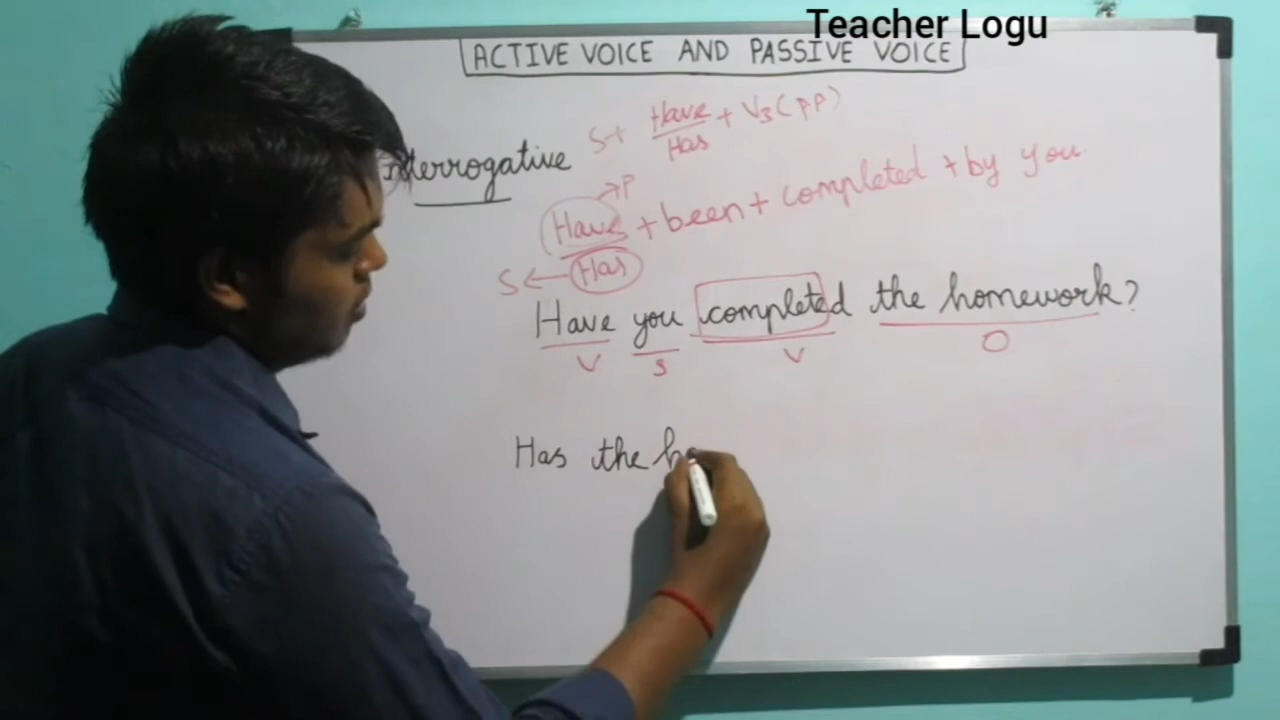 Teacher Logu
ACTIVE VOICE AND PASSIVE VOICE
S+ Have/Has + V3 (PP)
Interrogative
→P
Have + been + completed + by you.
S ← Has
Have you completed the homework?
V S V O
Has the ho